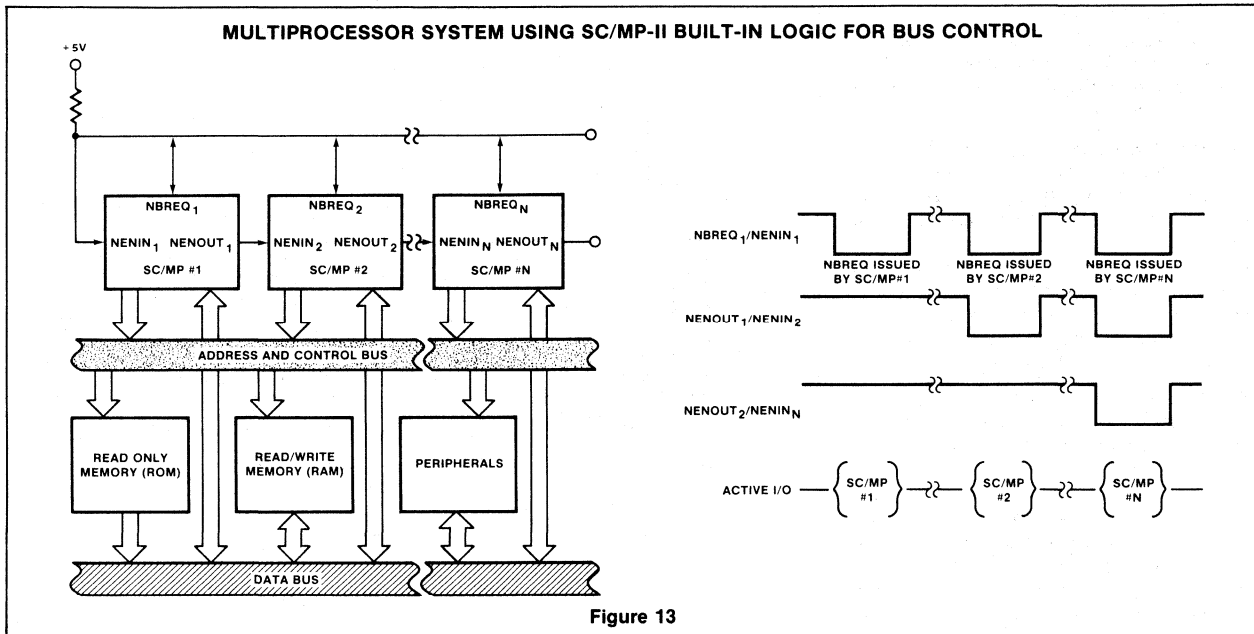 MULTIPROCESSOR SYSTEM USING SC/MP-II BUILT-IN LOGIC FOR BUS CONTROL
+ 5V
NBREQ1
NENIN1 NENOUT1
SC/MP #1
NBREQ2
NENIN2 NENOUT2
SC/MP #2
NBREQN
NENINN NENOUTN
SC/MP #N
ADDRESS AND CONTROL BUS
READ ONLY
MEMORY (ROM)
READ/WRITE
MEMORY (RAM)
PERIPHERALS
DATA BUS
NBREQ1/NENIN1
NBREQ ISSUED
BY SC/MP#1
NBREQ ISSUED
BY SC/MP#2
NBREQ ISSUED
BY SC/MP#N
NENOUT1/NENIN2
NENOUT2/NENINN
ACTIVE I/O
SC/MP
#1
SC/MP
#2
SC/MP
#N
Figure 13